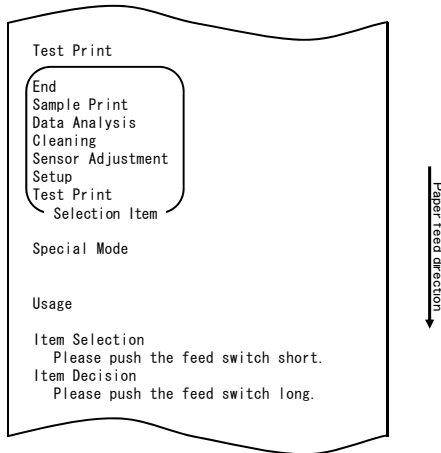 Test Print
End
Sample Print
Data Analysis
Cleaning
Sensor Adjustment
Setup
Test Print
Selection Item
Special Mode
Usage
Item Selection
Please push the feed switch short.
Item Decision
Please push the feed switch long.
Paper feed direction